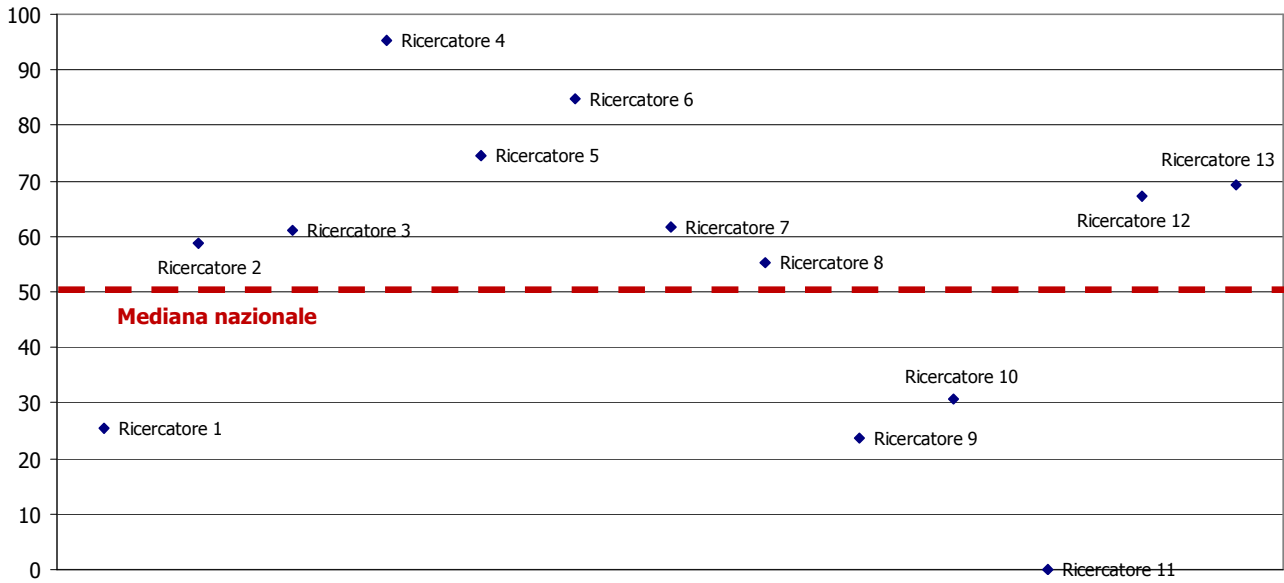 100
Ricercatore 4
90
Ricercatore 6
80
Ricercatore 5
Ricercatore 13
70
Ricercatore 12
Ricercatore 3
Ricercatore 7
60
Ricercatore 2
Ricercatore 8
50
Mediana nazionale
40
Ricercatore 10
30
Ricercatore 1
Ricercatore 9
20
10
0
Ricercatore 11